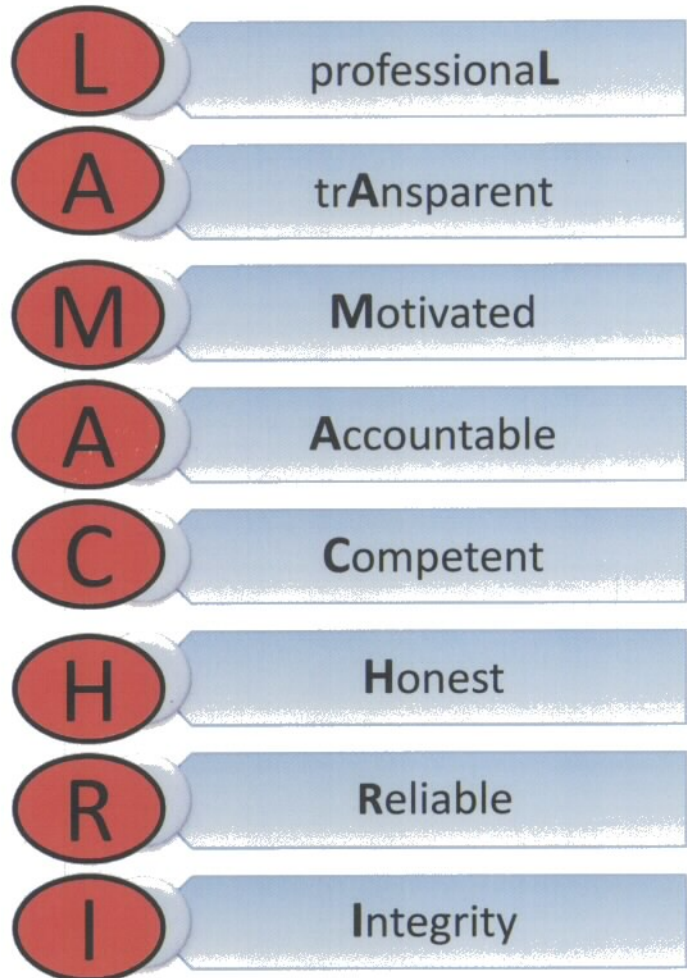 L professionaL
A trAnsparent
M Motivated
A Accountable
C Competent
H Honest
R Reliable
I Integrity